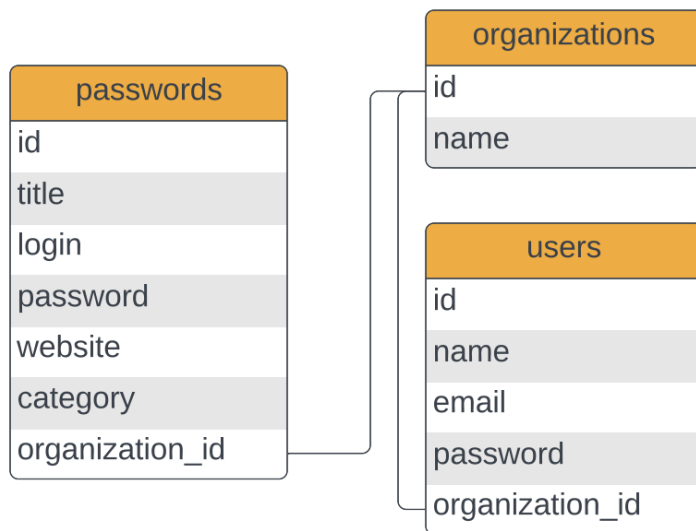 passwords
id
title
login
password
website
category
organization_id
organizations
id
name
users
id
name
email
password
organization_id